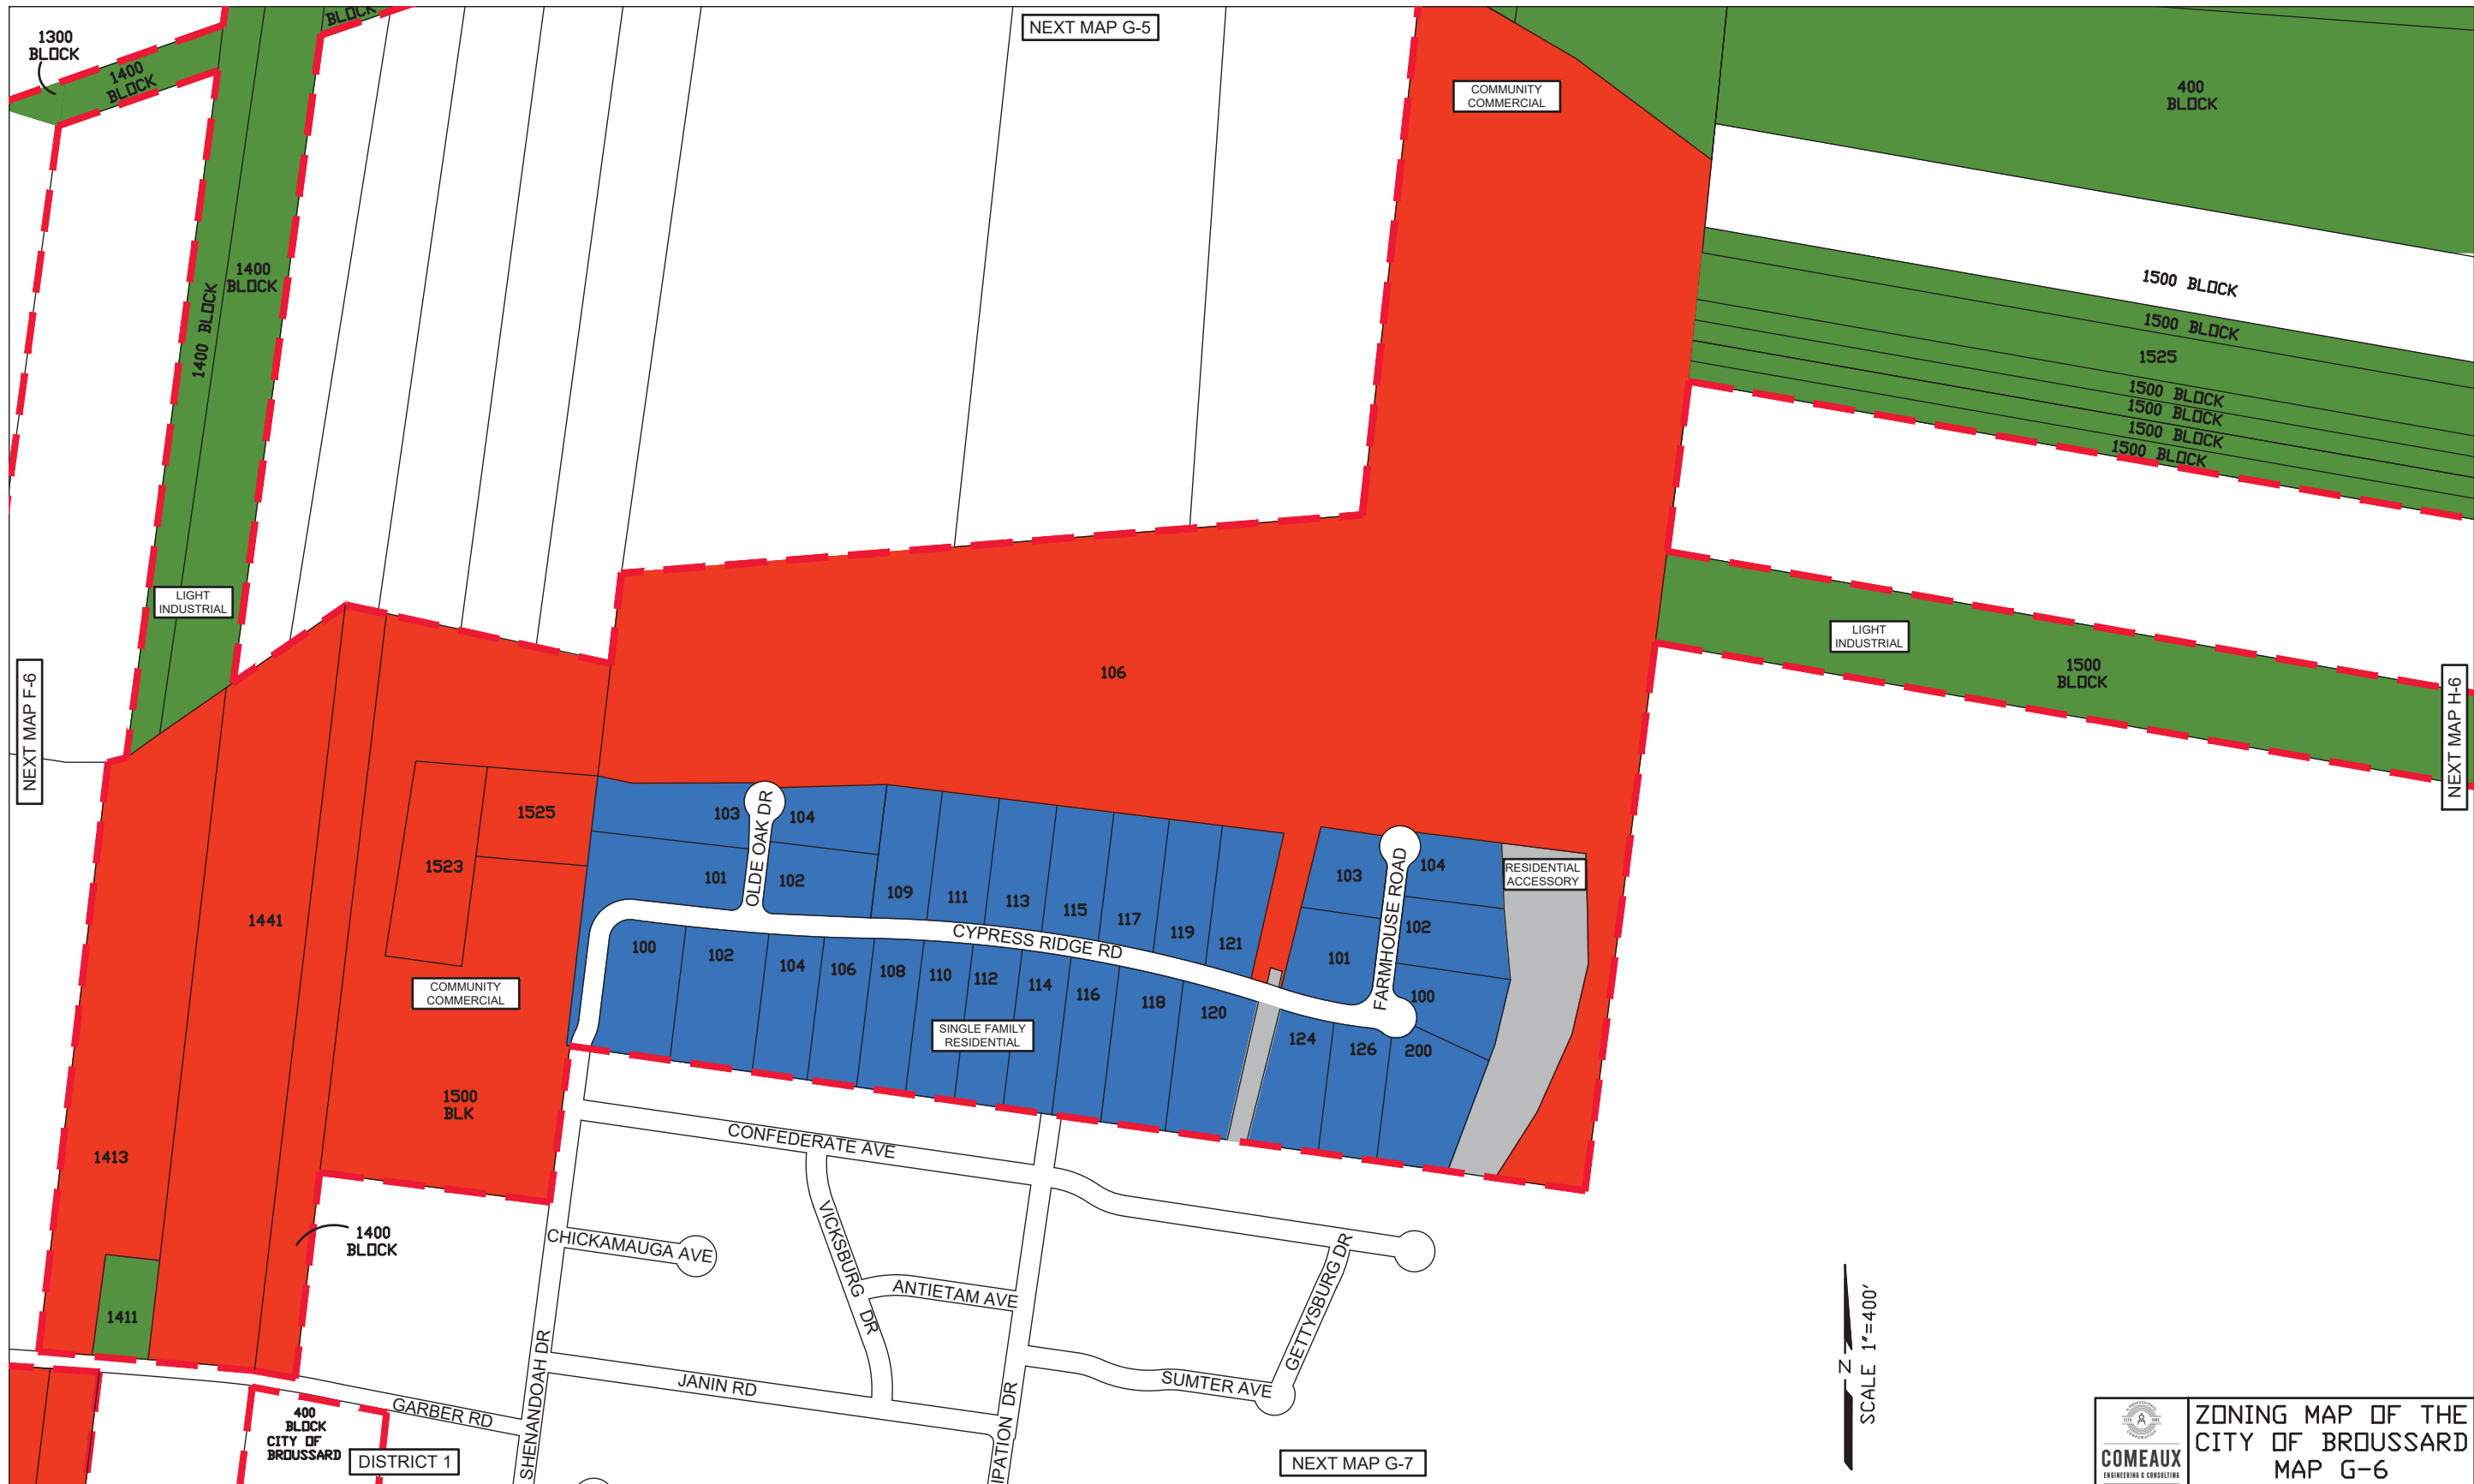 NEXT MAP G-5
1300
BLOCK
1400
BLOCK
BLOCK
COMMUNITY
COMMERCIAL
400
BLOCK
1400
BLOCK
1400 BLOCK
1500 BLOCK
1500 BLOCK
1525
1500 BLOCK
1500 BLOCK
1500 BLOCK
1500 BLOCK
LIGHT
INDUSTRIAL
LIGHT
INDUSTRIAL
1500
BLOCK
NEXT MAP F-6
NEXT MAP H-6
106
1525
1523
1441
COMMUNITY
COMMERCIAL
1500
BLK
1413
1411
1400
BLOCK
103
OLDE OAK DR
104
101
102
109
111
113
115
117
119
121
103
FARMHOUSE ROAD
104
RESIDENTIAL
ACCESSORY
101
102
100
CYPRESS RIDGE RD
100
102
104
106
108
110
112
114
116
118
120
124
126
200
SINGLE FAMILY
RESIDENTIAL
CONFEDERATE AVE
CHICKAMAUGA AVE
VICKSBURG DR
ANTIETAM AVE
GETTYSBURG DR
SUMTER AVE
JANIN RD
SHENANDOAH DR
IPATION DR
GARBER RD
400
BLOCK
CITY OF
BROUSSARD
DISTRICT 1
NEXT MAP G-7
N
SCALE 1"=400'
COMEAUX
ENGINEERING & CONSULTING
ZONING MAP OF THE
CITY OF BROUSSARD
MAP G-6